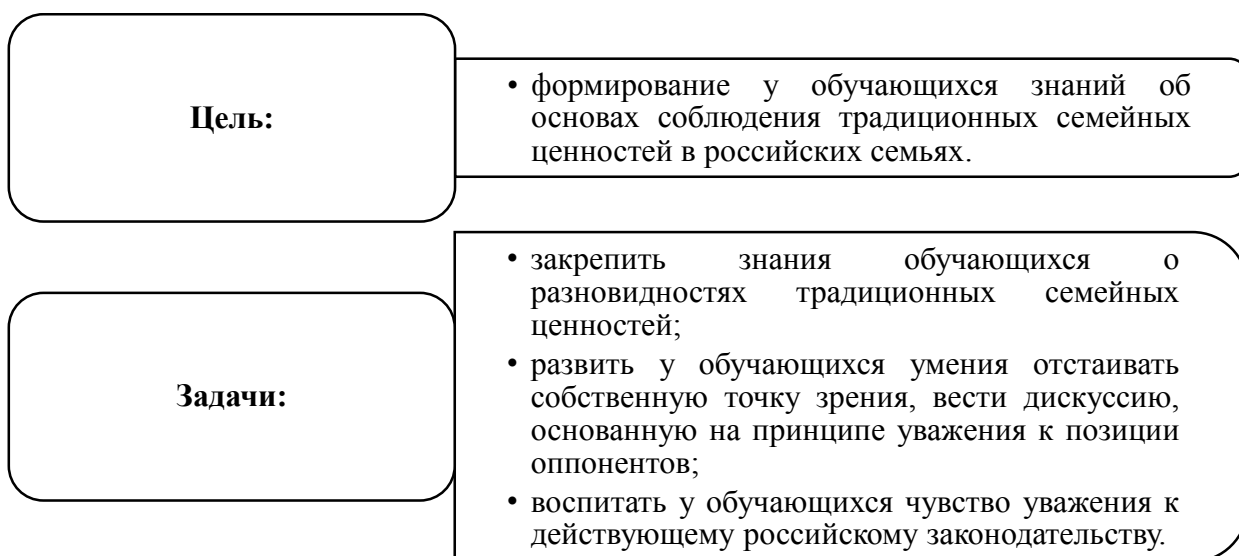 Цель:
• формирование у обучающихся знаний об
основах соблюдения традиционных семейных
ценностей в российских семьях.
Задачи:
• закрепить знания обучающихся о
разновидностях традиционных семейных
ценностей;
• развить у обучающихся умения отстаивать
собственную точку зрения, вести дискуссию,
основанную на принципе уважения к позиции
оппонентов;
• воспитать у обучающихся чувство уважения к
действующему российскому законодательству.